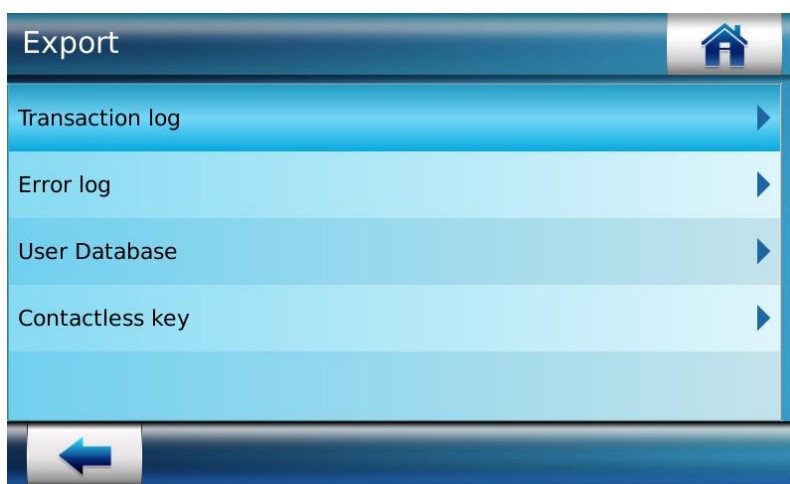 Export
Transaction log
Error log
User Database
Contactless key